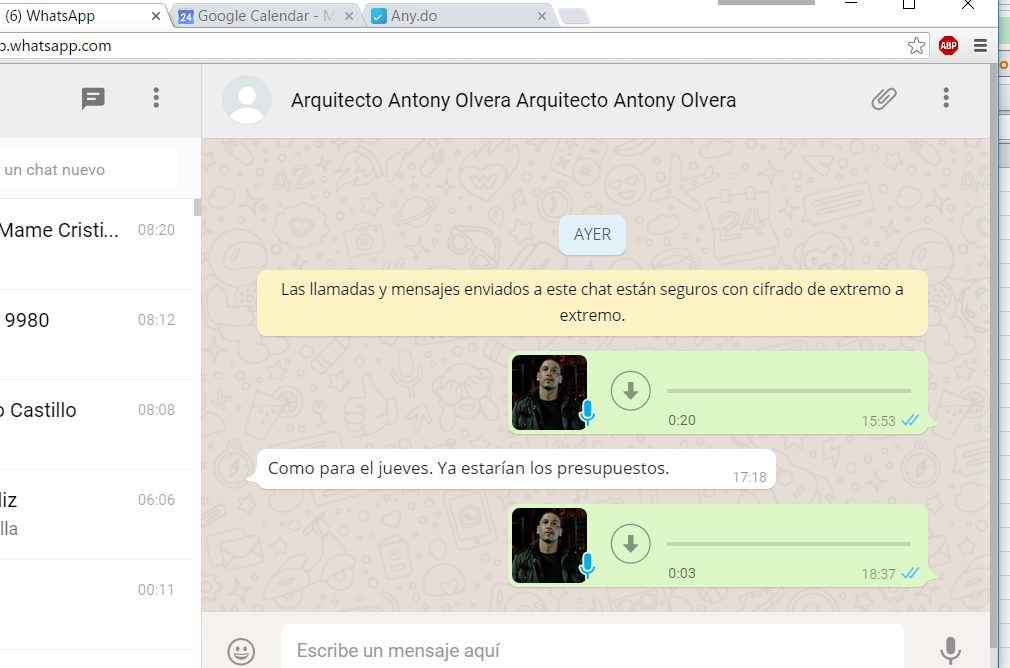 (6) WhatsApp
24 Google Calendar - M
Any.do
b.whatsapp.com
ABP
Arquitecto Antony Olvera Arquitecto Antony Olvera
un chat nuevo
Mame Cristi... 08:20
9980 08:12
o Castillo 08:08
liz 06:06
lla
00:11
AYER
Las llamadas y mensajes enviados a este chat están seguros con cifrado de extremo a
extremo.
0:20 15:53
Como para el jueves. Ya estarían los presupuestos. 17:18
0:03 18:37
Escribe un mensaje aquí